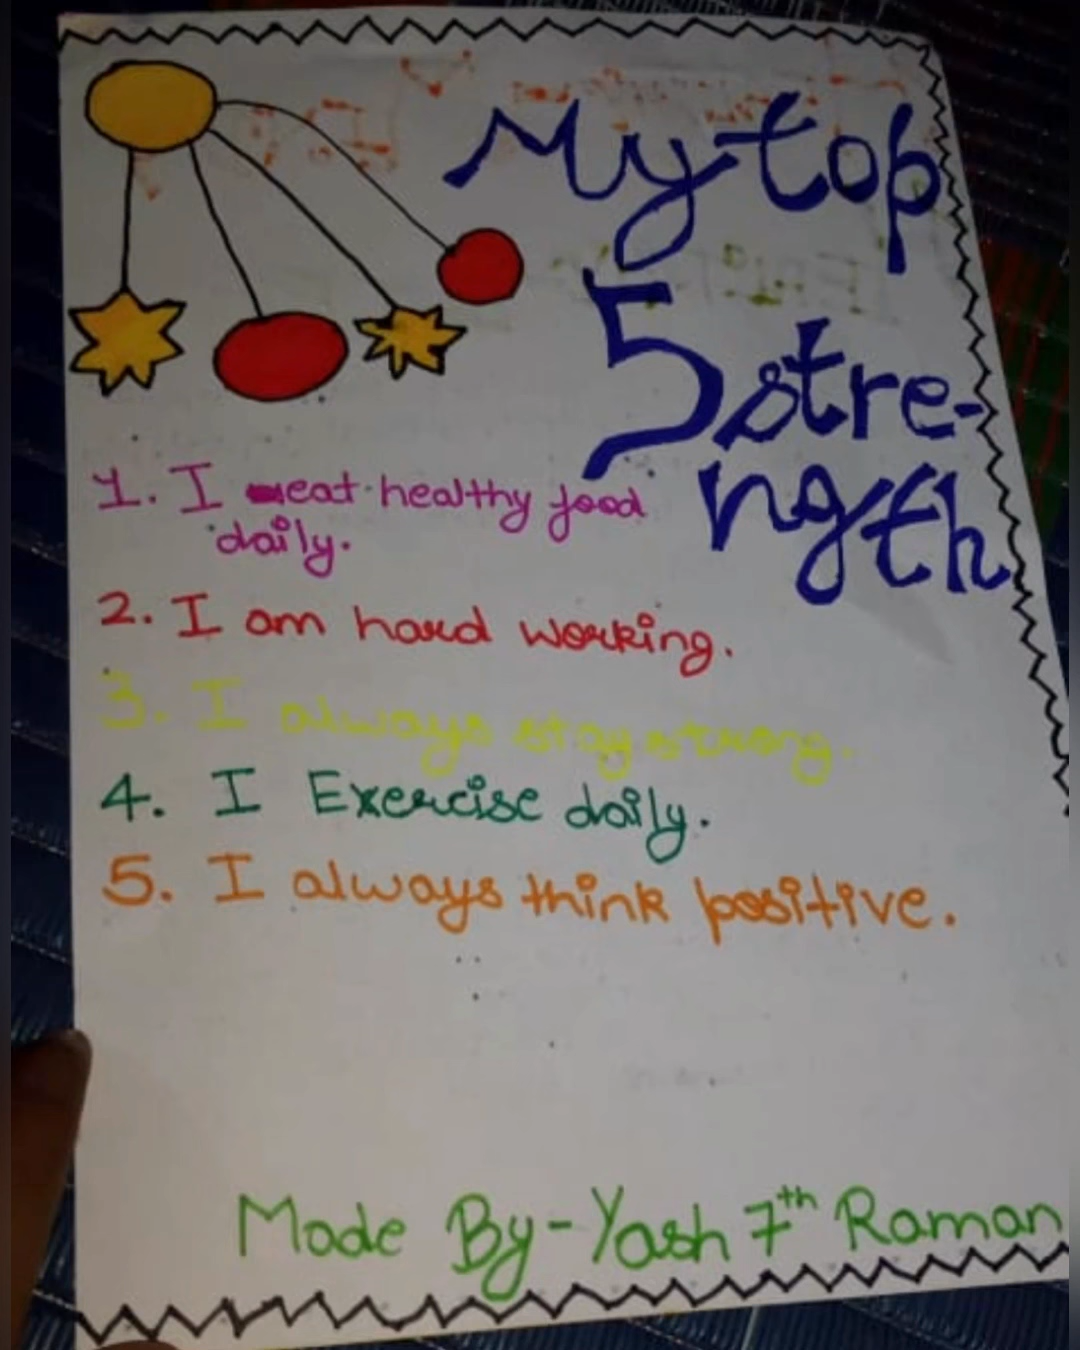 My top
5 stre-
ngth
1. I eat healthy food
daily.
2. I am hard working.
3. I always stay strong.
4. I Exercise daily.
5. I always think positive.
Made By-Yash 7th Raman